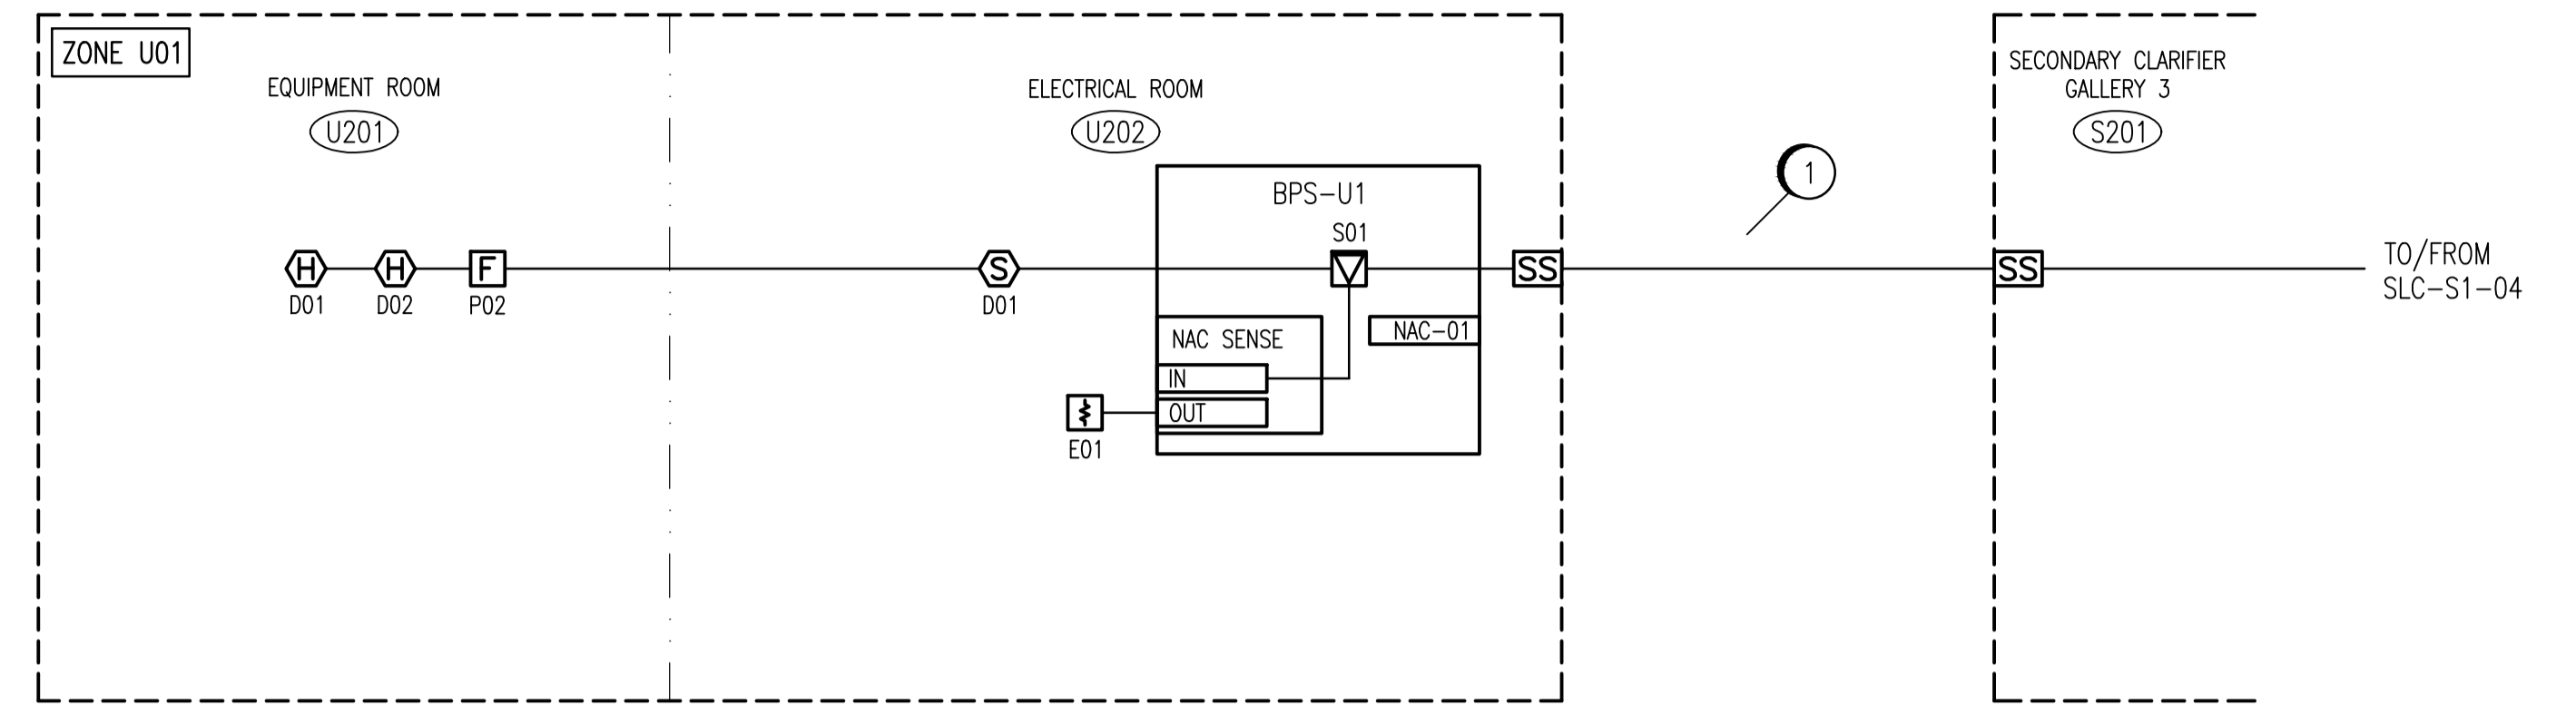 ZONE U01
EQUIPMENT ROOM
U201
ELECTRICAL ROOM
U202
SECONDARY CLARIFIER
GALLERY 3
S201
1
BPS-U1
S01
H
H
F
S
SS
SS
TO/FROM
SLC-S1-04
D01
D02
P02
D01
NAC SENSE
NAC-01
IN
OUT
E01